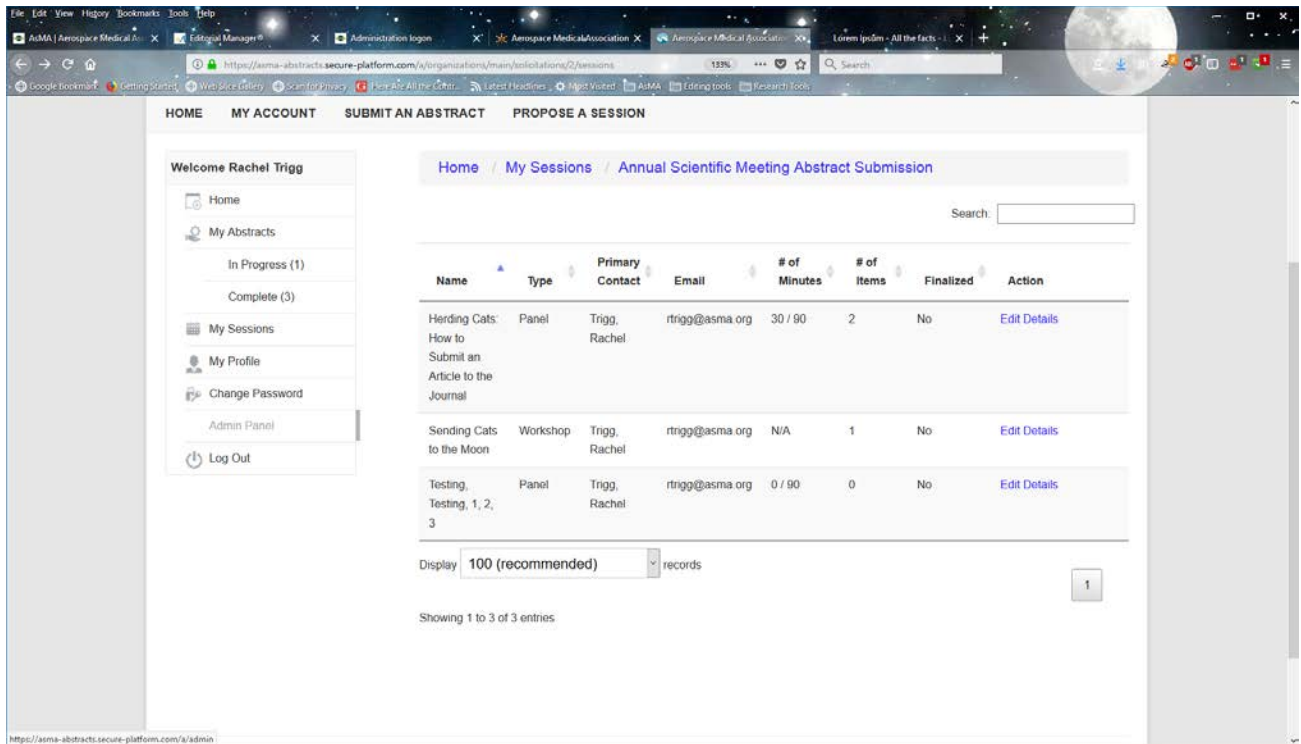 File Edit View History Bookmarks Tools Help
AsMA | Aerospace Medical As X Editorial Manager® X Administration logon X Aerospace MedicalAssociation X Aerospace Medical Associatio X Lorem Ipsum - All the facts - L X +
https://asma-abstracts.secure-platform.com/a/organizations/main/solicitations/2/sessions 133% Search
Google Bookmark Getting Started Web Slice Gallery Scan for Privacy Here Are All the Latest Headlines Most Visited AsMA Editing tools Research Tools
HOME MY ACCOUNT SUBMIT AN ABSTRACT PROPOSE A SESSION
Welcome Rachel Trigg
Home
My Abstracts
In Progress (1)
Complete (3)
My Sessions
My Profile
Change Password
Admin Panel
Log Out
Home / My Sessions / Annual Scientific Meeting Abstract Submission
Search:
Name Type Primary Contact Email # of Minutes # of Items Finalized Action
Herding Cats: Panel Trigg, rtrigg@asma.org 30 / 90 2 No Edit Details
How to Rachel
Submit an
Article to the
Journal
Sending Cats Workshop Trigg, rtrigg@asma.org N/A 1 No Edit Details
to the Moon Rachel
Testing, Panel Trigg, rtrigg@asma.org 0 / 90 0 No Edit Details
Testing, 1, 2, Rachel
3
Display 100 (recommended) records
1
Showing 1 to 3 of 3 entries
https://asma-abstracts.secure-platform.com/a/admin